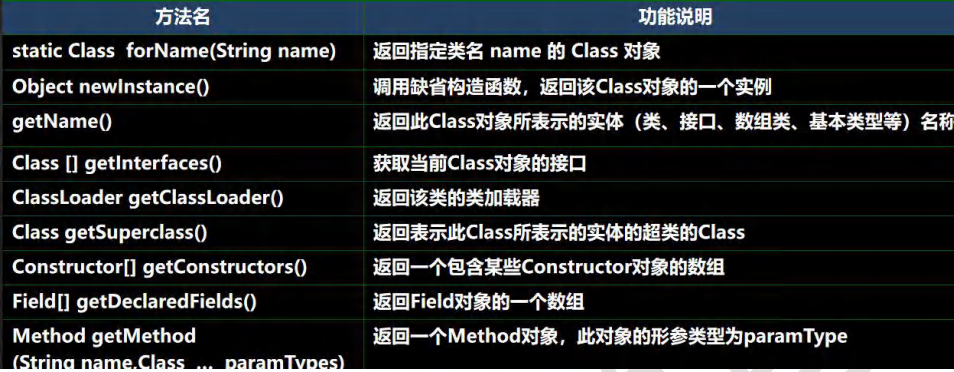 方法名 功能说明
static Class forName(String name) 返回指定类名 name 的 Class 对象
Object newInstance() 调用缺省构造函数，返回该Class对象的一个实例
getName() 返回此Class对象所表示的实体（类、接口、数组类、基本类型等）名称
Class [] getInterfaces() 获取当前Class对象的接口
ClassLoader getClassLoader() 返回该类的类加载器
Class getSuperclass() 返回表示此Class所表示的实体的超类的Class
Constructor[] getConstructors() 返回一个包含某些Constructor对象的数组
Field[] getDeclaredFields() 返回Field对象的一个数组
Method getMethod 返回一个Method对象，此对象的形参类型为paramType
(String name,Class … paramTypes)